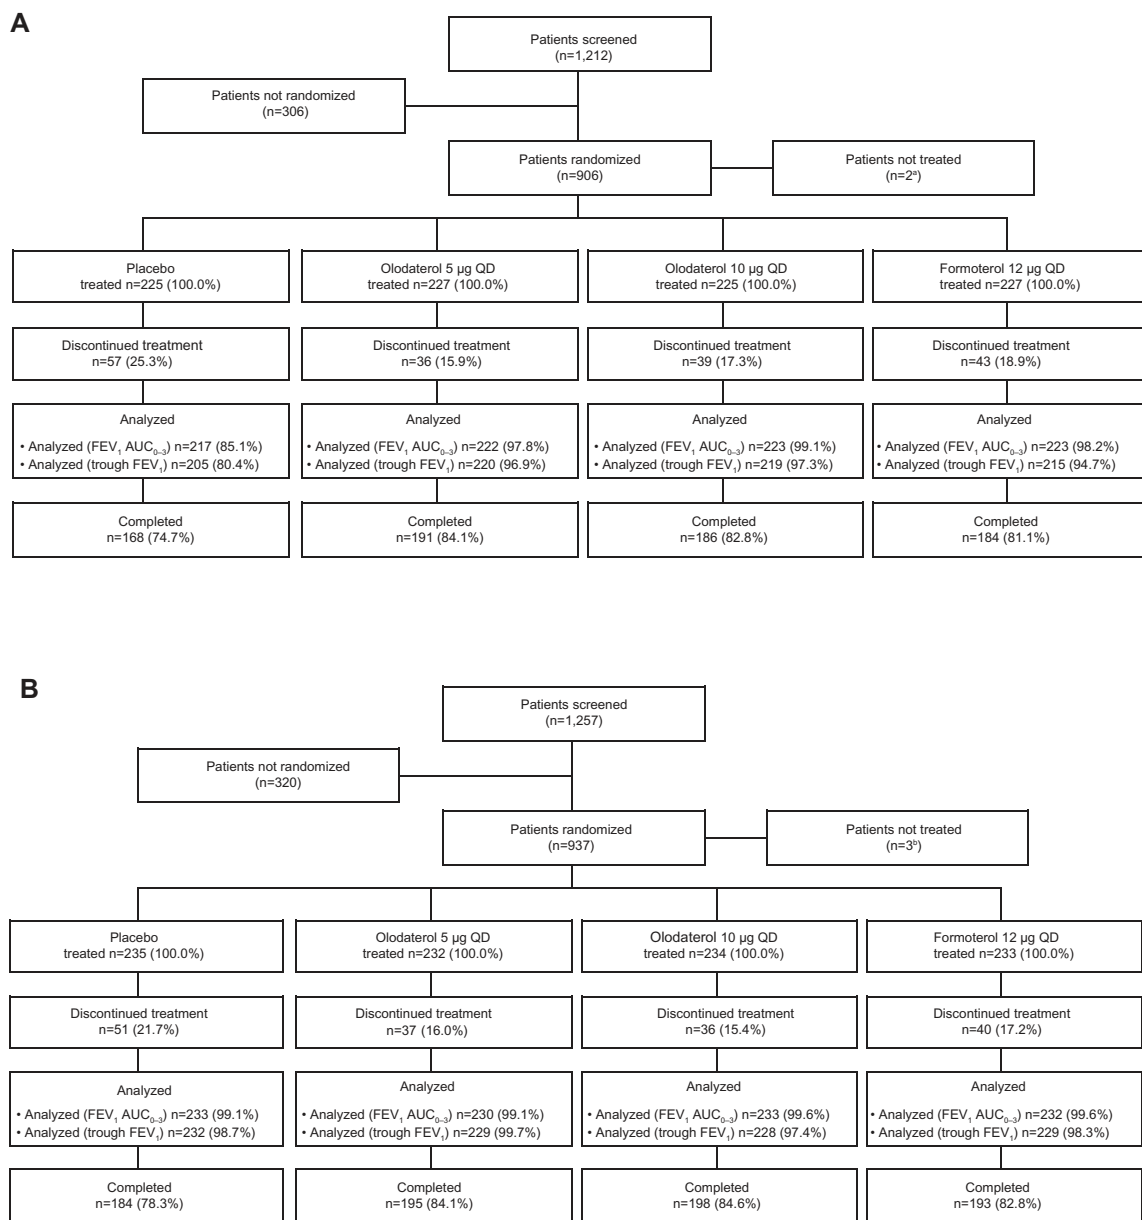 A
Patients screened
(n=1,212)
Patients not randomized
(n=306)
Patients randomized
(n=906)
Patients not treated
(n=2ᵃ)
Placebo
treated n=225 (100.0%)
Olodaterol 5 µg QD
treated n=227 (100.0%)
Olodaterol 10 µg QD
treated n=225 (100.0%)
Formoterol 12 µg QD
treated n=227 (100.0%)
Discontinued treatment
n=57 (25.3%)
Discontinued treatment
n=36 (15.9%)
Discontinued treatment
n=39 (17.3%)
Discontinued treatment
n=43 (18.9%)
Analyzed
• Analyzed (FEV₁ AUC₀₋₃) n=217 (85.1%)
• Analyzed (trough FEV₁) n=205 (80.4%)
Analyzed
• Analyzed (FEV₁ AUC₀₋₃) n=222 (97.8%)
• Analyzed (trough FEV₁) n=220 (96.9%)
Analyzed
• Analyzed (FEV₁ AUC₀₋₃) n=223 (99.1%)
• Analyzed (trough FEV₁) n=219 (97.3%)
Analyzed
• Analyzed (FEV₁ AUC₀₋₃) n=223 (98.2%)
• Analyzed (trough FEV₁) n=215 (94.7%)
Completed
n=168 (74.7%)
Completed
n=191 (84.1%)
Completed
n=186 (82.8%)
Completed
n=184 (81.1%)
B
Patients screened
(n=1,257)
Patients not randomized
(n=320)
Patients randomized
(n=937)
Patients not treated
(n=3ᵇ)
Placebo
treated n=235 (100.0%)
Olodaterol 5 µg QD
treated n=232 (100.0%)
Olodaterol 10 µg QD
treated n=234 (100.0%)
Formoterol 12 µg QD
treated n=233 (100.0%)
Discontinued treatment
n=51 (21.7%)
Discontinued treatment
n=37 (16.0%)
Discontinued treatment
n=36 (15.4%)
Discontinued treatment
n=40 (17.2%)
Analyzed
• Analyzed (FEV₁ AUC₀₋₃) n=233 (99.1%)
• Analyzed (trough FEV₁) n=232 (98.7%)
Analyzed
• Analyzed (FEV₁ AUC₀₋₃) n=230 (99.1%)
• Analyzed (trough FEV₁) n=229 (99.7%)
Analyzed
• Analyzed (FEV₁ AUC₀₋₃) n=233 (99.6%)
• Analyzed (trough FEV₁) n=228 (97.4%)
Analyzed
• Analyzed (FEV₁ AUC₀₋₃) n=232 (99.6%)
• Analyzed (trough FEV₁) n=229 (98.3%)
Completed
n=184 (78.3%)
Completed
n=195 (84.1%)
Completed
n=198 (84.6%)
Completed
n=193 (82.8%)